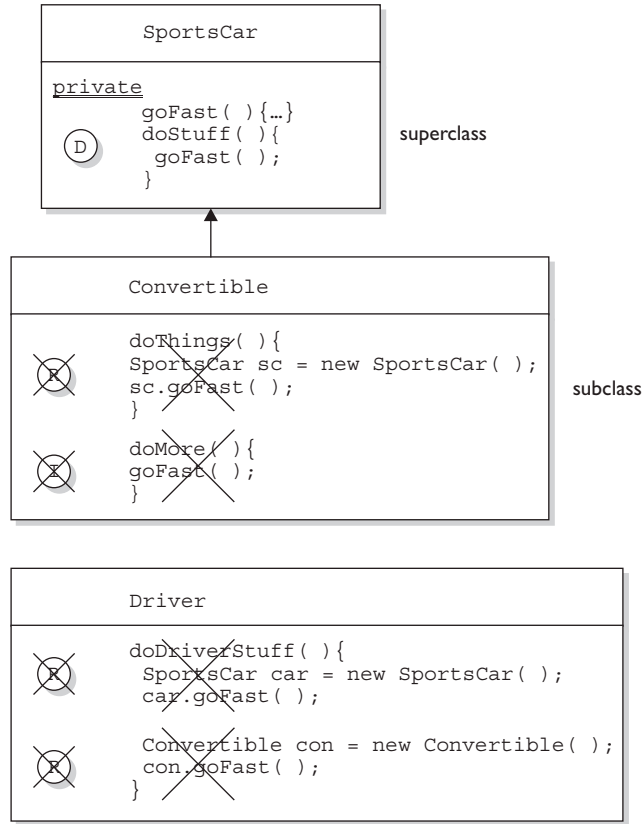 SportsCar
private
goFast( ){…}
D
doStuff( ){
goFast( );
}
superclass
Convertible
doThings( ){
R
SportsCar sc = new SportsCar( );
sc.goFast( );
}
subclass
doMore( ){
I
goFast( );
}
Driver
doDriverStuff( ){
R
SportsCar car = new SportsCar( );
car.goFast( );
Convertible con = new Convertible( );
R
con.goFast( );
}